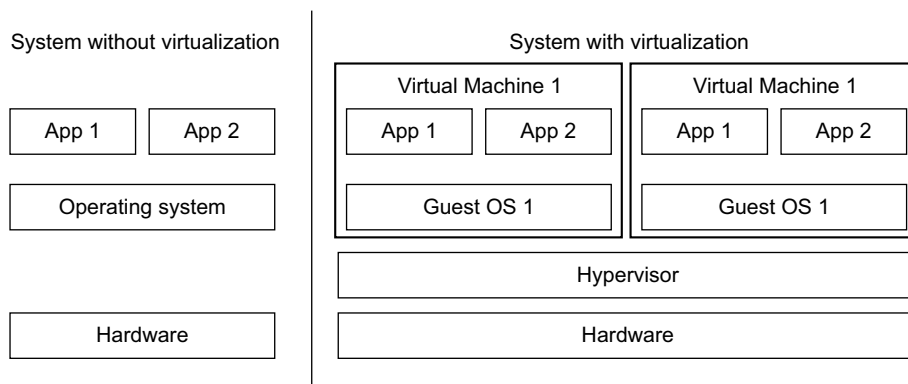 System without virtualization
System with virtualization
Virtual Machine 1
Virtual Machine 1
App 1
App 2
App 1
App 2
App 1
App 2
Operating system
Guest OS 1
Guest OS 1
Hypervisor
Hardware
Hardware